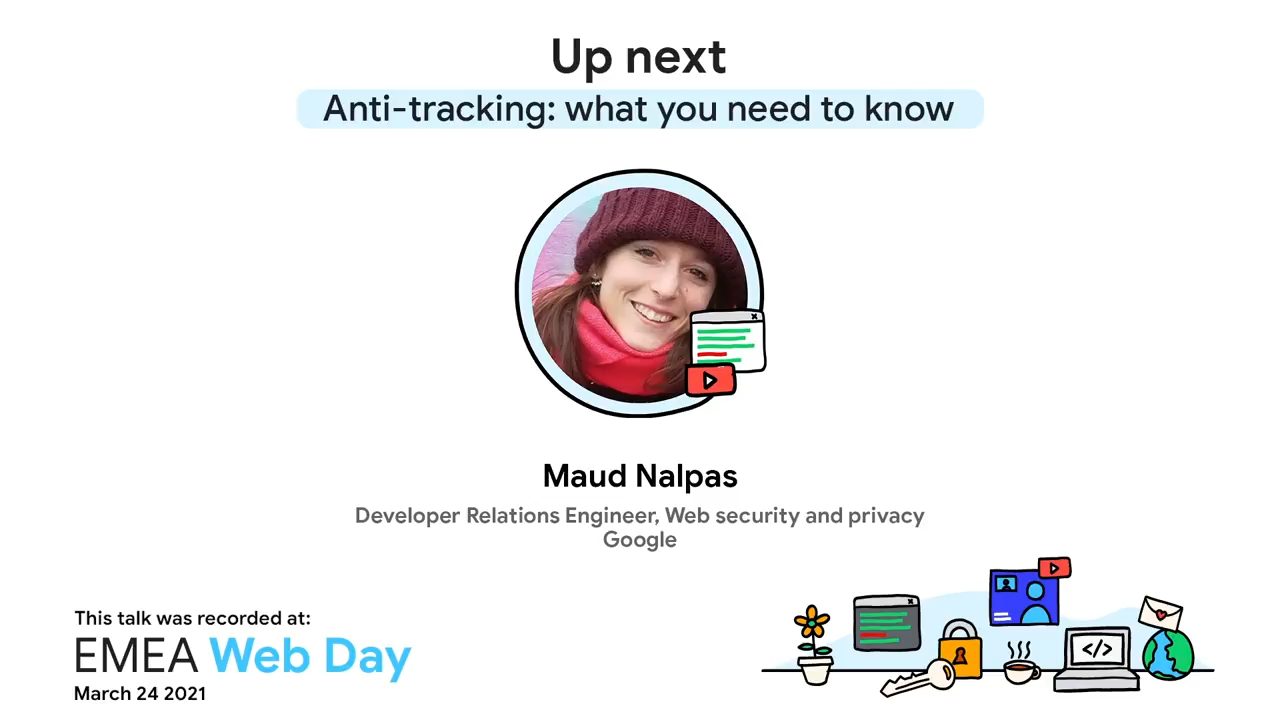 Up next
Anti-tracking: what you need to know
Maud Nalpas
Developer Relations Engineer, Web security and privacy
Google
This talk was recorded at:
EMEA Web Day
March 24 2021
</>